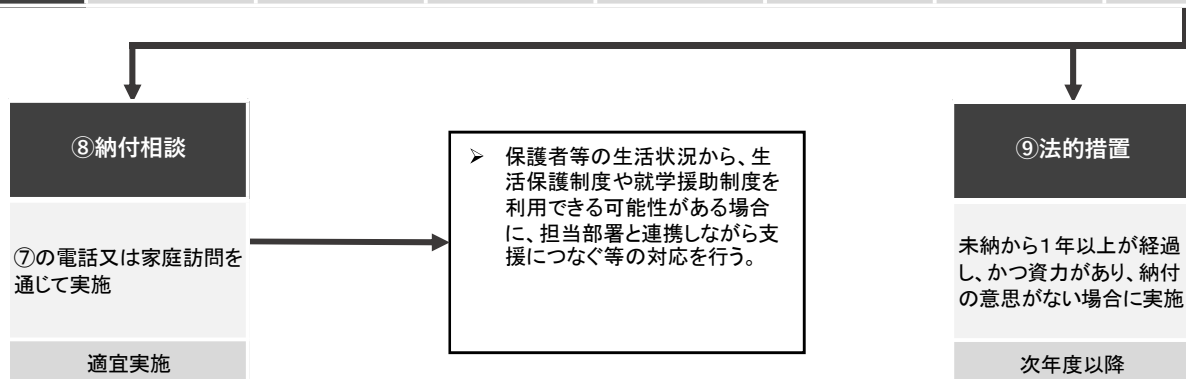 ⑧納付相談
⑦の電話又は家庭訪問を
通じて実施
適宜実施
➢ 保護者等の生活状況から、生
活保護制度や就学援助制度を
利用できる可能性がある場合
に、担当部署と連携しながら支
援につなぐ等の対応を行う。
⑨法的措置
未納から1年以上が経過
し、かつ資力があり、納付
の意思がない場合に実施
次年度以降